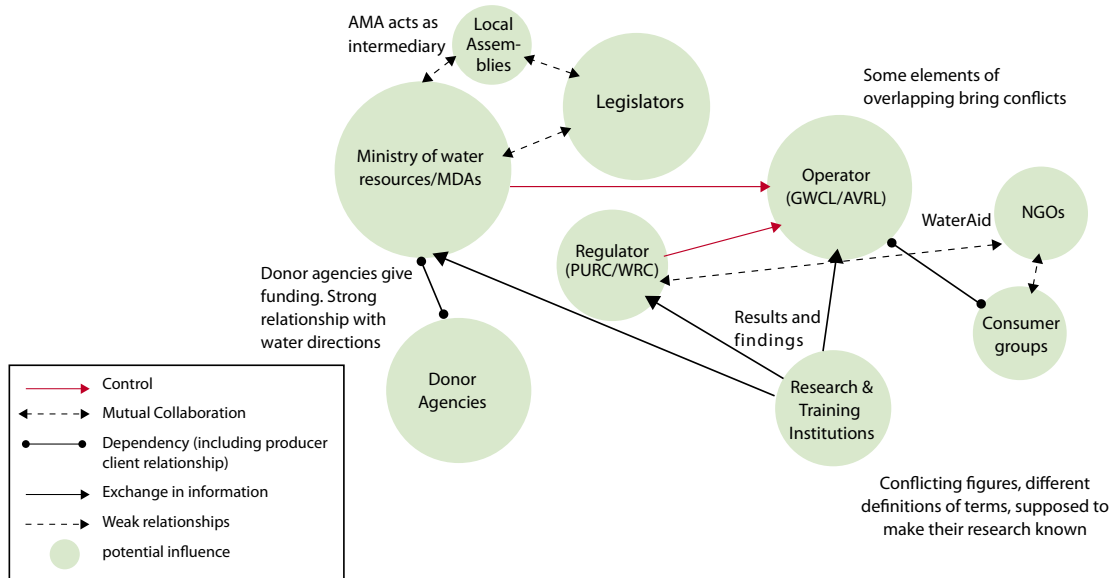 AMA acts as
intermediary
Local
Assem-
blies
Legislators
Some elements of
overlapping bring conflicts
Ministry of water
resources/MDAs
Operator
(GWCL/AVRL)
WaterAid
NGOs
Regulator
(PURC/WRC)
Donor agencies give
funding. Strong
relationship with
water directions
Results and
findings
Consumer
groups
Donor
Agencies
Research &
Training
Institutions
Control
Mutual Collaboration
Dependency (including producer
client relationship)
Exchange in information
Weak relationships
potential influence
Conflicting figures, different
definitions of terms, supposed to
make their research known